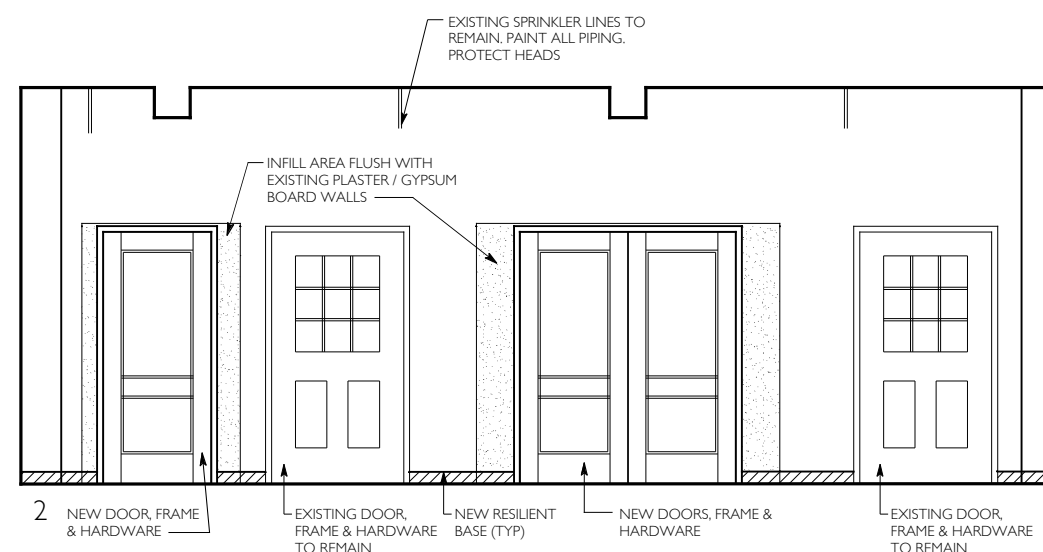 EXISTING SPRINKLER LINES TO
REMAIN. PAINT ALL PIPING.
PROTECT HEADS
INFILL AREA FLUSH WITH
EXISTING PLASTER / GYPSUM
BOARD WALLS
2
NEW DOOR, FRAME
& HARDWARE
EXISTING DOOR,
FRAME & HARDWARE
TO REMAIN
NEW RESILIENT
BASE (TYP)
NEW DOORS, FRAME &
HARDWARE
EXISTING DOOR,
FRAME & HARDWARE
TO REMAIN